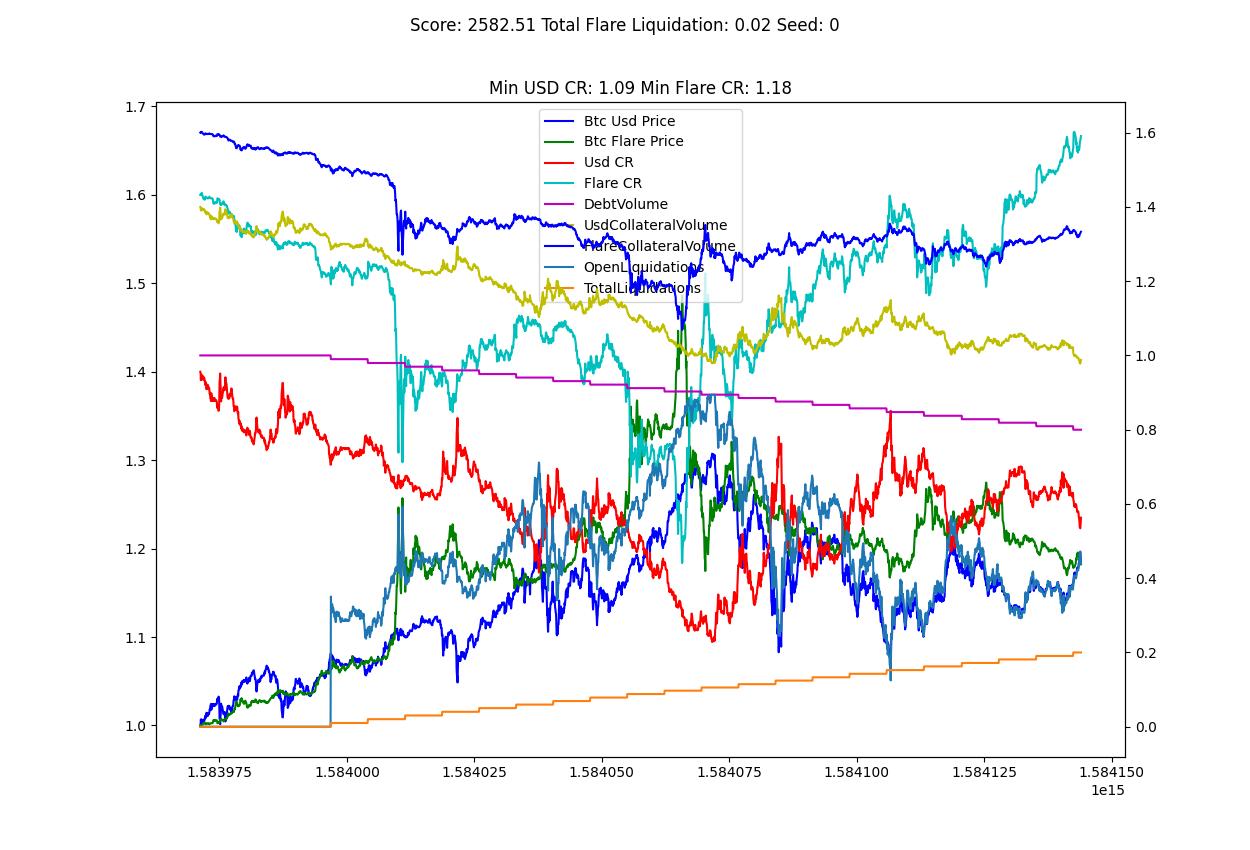 Score: 2582.51 Total Flare Liquidation: 0.02 Seed: 0
Min USD CR: 1.09 Min Flare CR: 1.18
Btc Usd Price
Btc Flare Price
Usd CR
Flare CR
DebtVolume
UsdCollateralVolume
FlareCollateralVolume
OpenLiquidations
TotalLiquidations
1.7
1.6
1.5
1.4
1.3
1.2
1.1
1.0
1.6
1.4
1.2
1.0
0.8
0.6
0.4
0.2
0.0
1.583975
1.584000
1.584025
1.584050
1.584075
1.584100
1.584125
1.584150
1e15